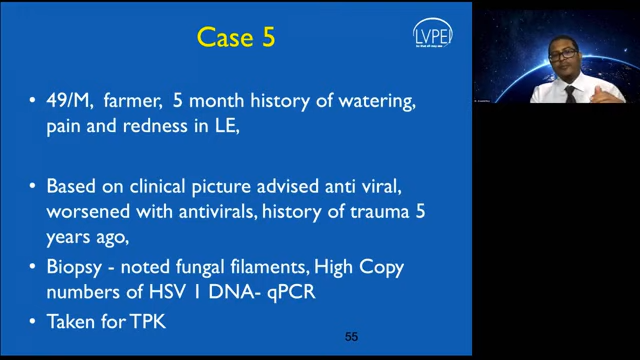 Case 5
LVPEI
• 49/M, farmer, 5 month history of watering,
pain and redness in LE,
• Based on clinical picture advised anti viral,
worsened with antivirals, history of trauma 5
years ago,
• Biopsy - noted fungal filaments, High Copy
numbers of HSV 1 DNA- qPCR
• Taken for TPK
55